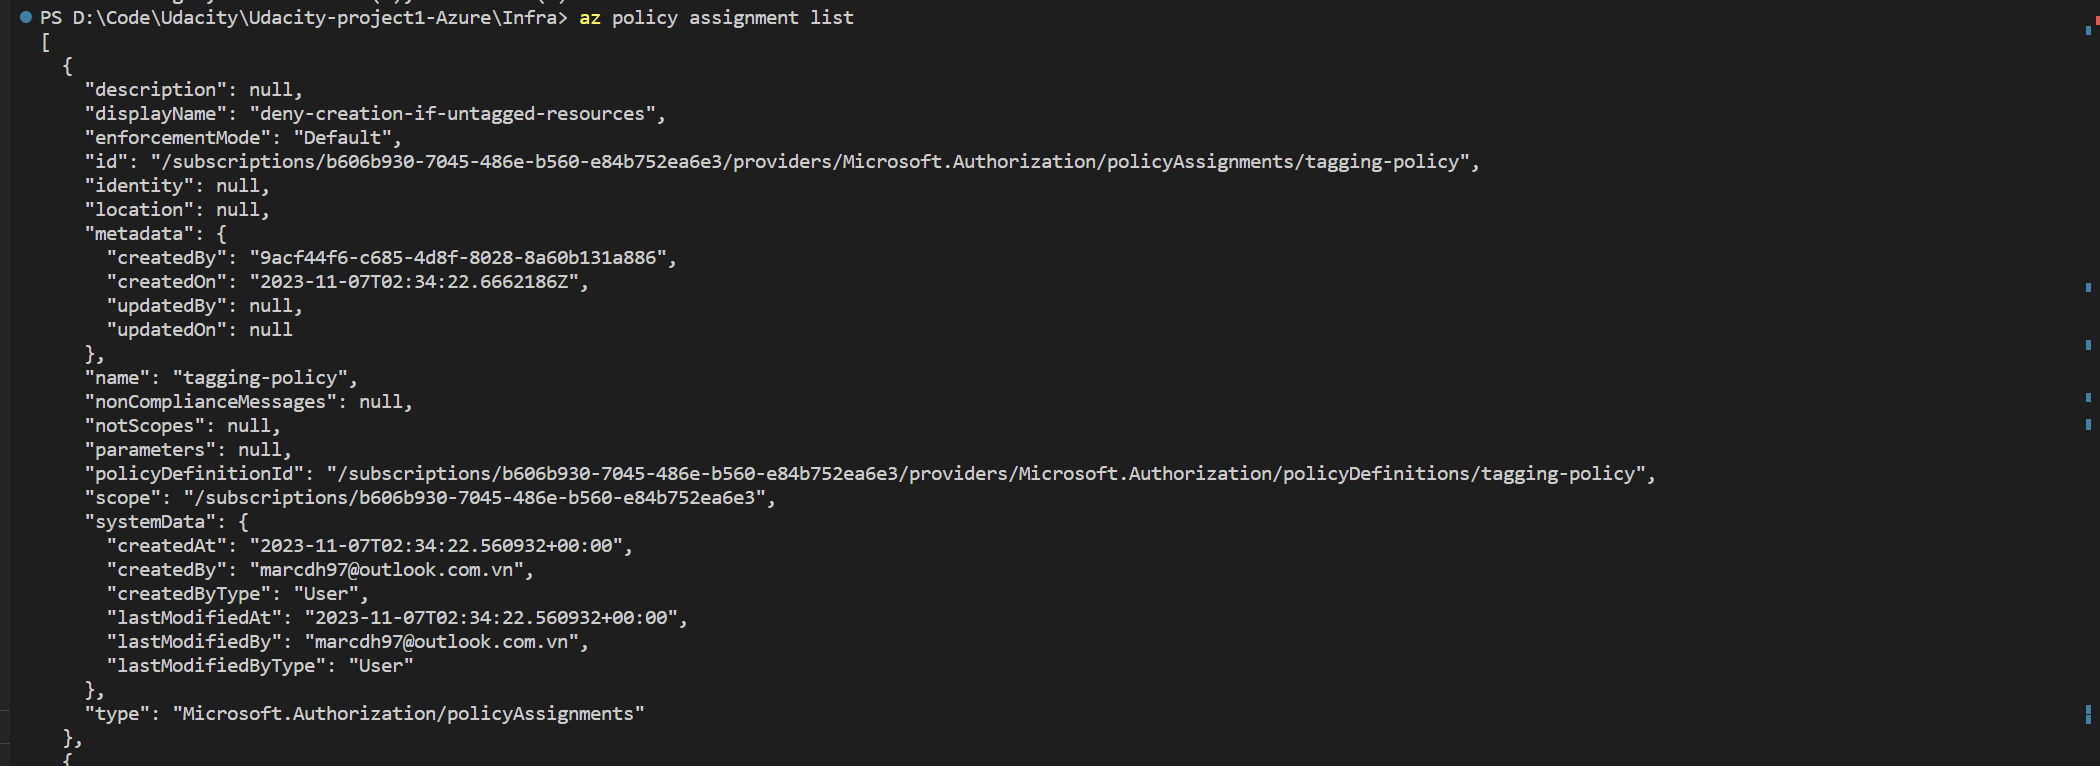 PS D:\Code\Udacity\Udacity-project1-Azure\Infra> az policy assignment list
[
  {
    "description": null,
    "displayName": "deny-creation-if-untagged-resources",
    "enforcementMode": "Default",
    "id": "/subscriptions/b606b930-7045-486e-b560-e84b752ea6e3/providers/Microsoft.Authorization/policyAssignments/tagging-policy",
    "identity": null,
    "location": null,
    "metadata": {
      "createdBy": "9acf44f6-c685-4d8f-8028-8a60b131a886",
      "createdOn": "2023-11-07T02:34:22.6662186Z",
      "updatedBy": null,
      "updatedOn": null
    },
    "name": "tagging-policy",
    "nonComplianceMessages": null,
    "notScopes": null,
    "parameters": null,
    "policyDefinitionId": "/subscriptions/b606b930-7045-486e-b560-e84b752ea6e3/providers/Microsoft.Authorization/policyDefinitions/tagging-policy",
    "scope": "/subscriptions/b606b930-7045-486e-b560-e84b752ea6e3",
    "systemData": {
      "createdAt": "2023-11-07T02:34:22.560932+00:00",
      "createdBy": "marcdh97@outlook.com.vn",
      "createdByType": "User",
      "lastModifiedAt": "2023-11-07T02:34:22.560932+00:00",
      "lastModifiedBy": "marcdh97@outlook.com.vn",
      "lastModifiedByType": "User"
    },
    "type": "Microsoft.Authorization/policyAssignments"
  },
  {